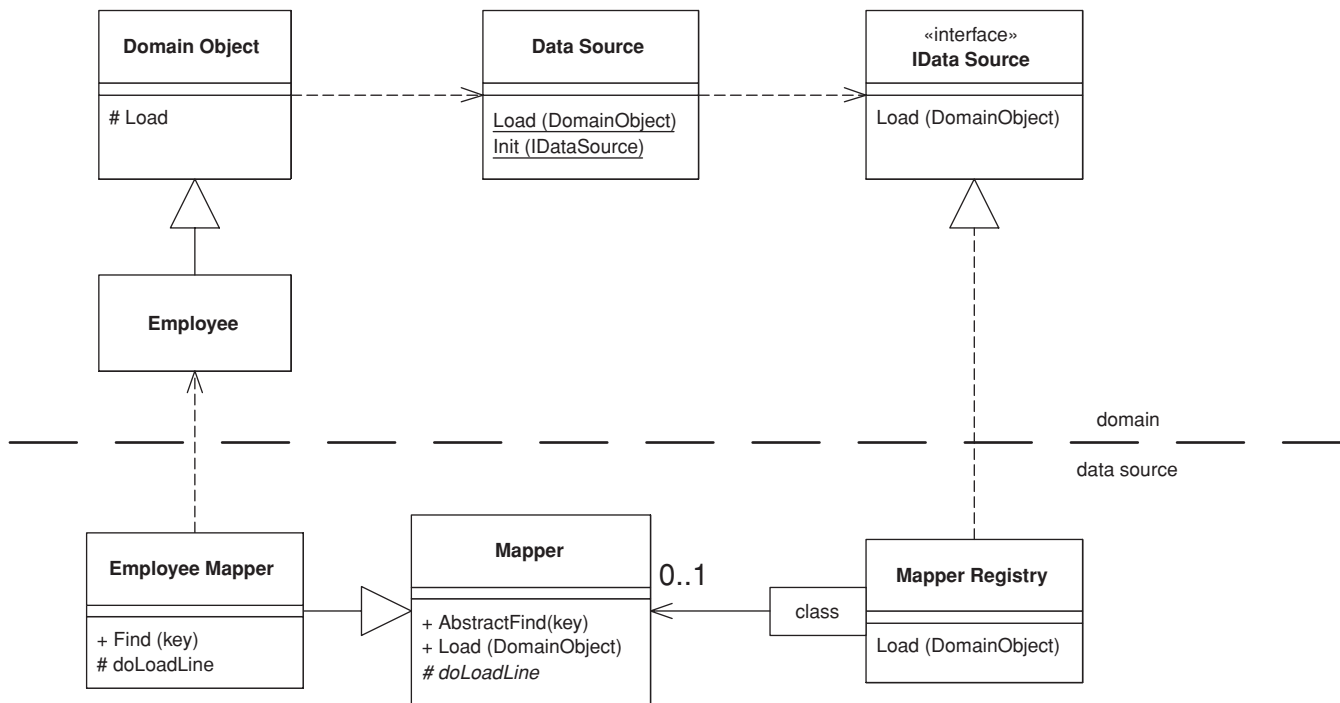 Domain Object
# Load
Data Source
Load (DomainObject)
Init (IDataSource)
«interface»
IData Source
Load (DomainObject)
Employee
domain
data source
Employee Mapper
+ Find (key)
# doLoadLine
Mapper
+ AbstractFind(key)
+ Load (DomainObject)
# doLoadLine
0..1
class
Mapper Registry
Load (DomainObject)